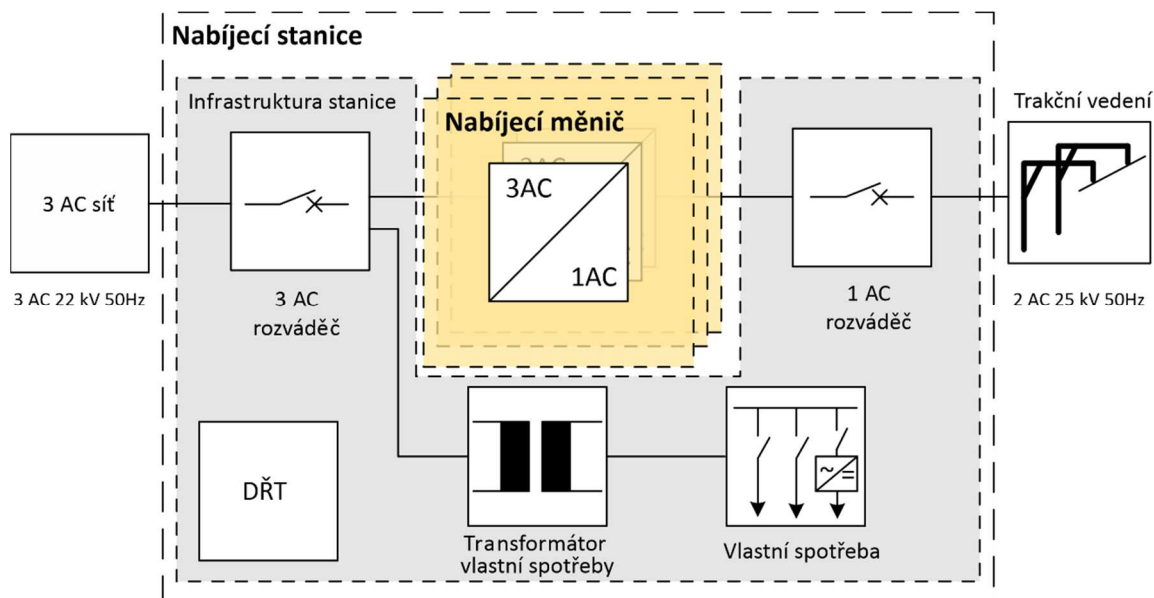 Nabíjecí stanice
Infrastruktura stanice
Nabíjecí měnič
Trakční vedení
3 AC síť
3AC
1AC
3 AC 22 kV 50Hz
3 AC
rozváděč
1 AC
rozváděč
2 AC 25 kV 50Hz
DŘT
Transformátor
vlastní spotřeby
Vlastní spotřeba